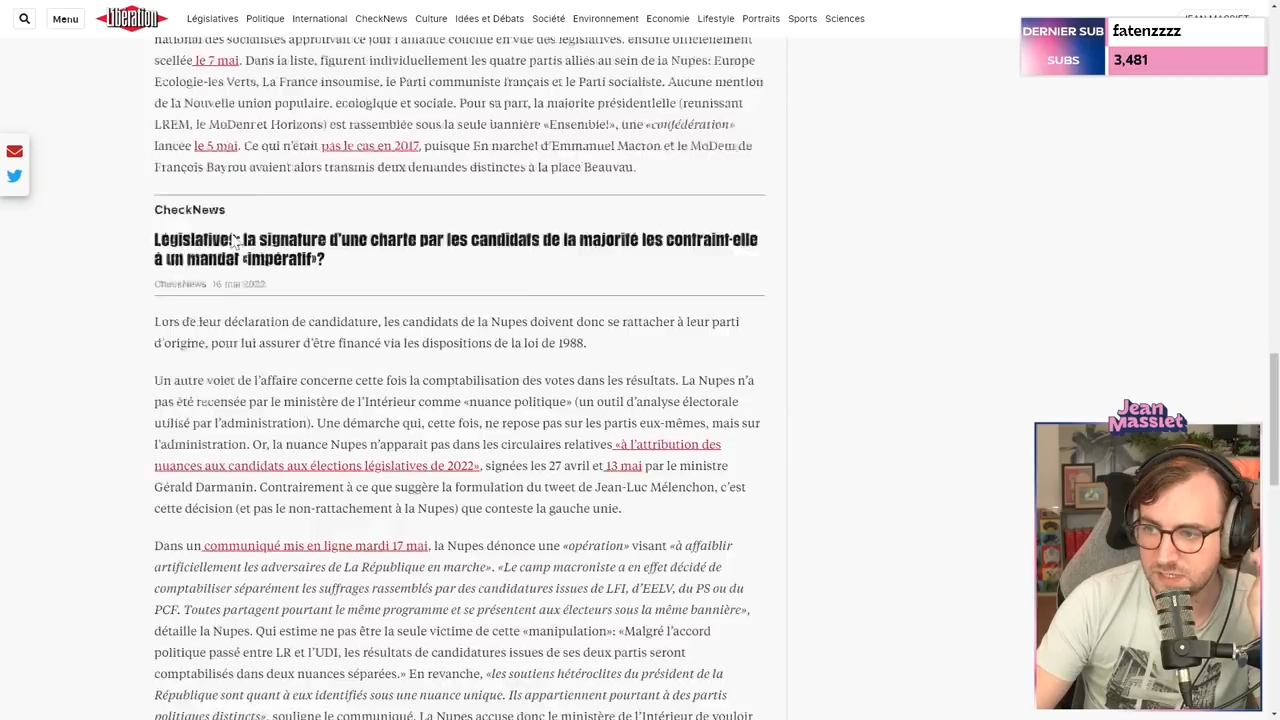 Menu
Libération
Législatives Politique International CheckNews Culture Idées et Débats Société Environnement Economie Lifestyle Portraits Sports Sciences
JEAN MASSIET
DERNIER SUB fatenzzzz
SUBS 3,481
national des socialistes
scellée le 7 mai. Dans la liste, figurent individuellement les quatre partis alliés au sein de la Nupes: Europe
Ecologie-les Verts, La France insoumise, le Parti communiste français et le Parti socialiste. Aucune mention
de la Nouvelle union populaire, ecologique et sociale. Pour sa part, la majorité présidentielle (reunissant
LREM, le MoDem et Horizons) est rassemblée sous la seule bannière «Ensemble!», une «confédération»
lancée le 5 mai. Ce qui n'était pas le cas en 2017, puisque En marche! d'Emmanuel Macron et le MoDem de
François Bayrou avaient alors transmis deux demandes distinctes à la place Beauvau.
CheckNews
Législatives: la signature d'une charte par les candidats de la majorité les contraint-elle
à un mandat «impératif»?
CheckNews 16 mai 2022
Lors de leur déclaration de candidature, les candidats de la Nupes doivent donc se rattacher à leur parti
d'origine, pour lui assurer d'être financé via les dispositions de la loi de 1988.
Un autre volet de l'affaire concerne cette fois la comptabilisation des votes dans les résultats. La Nupes n'a
pas été recensée par le ministère de l'Intérieur comme «nuance politique» (un outil d'analyse électorale
utilisé par l'administration). Une démarche qui, cette fois, ne repose pas sur les partis eux-mêmes, mais sur
l'administration. Or, la nuance Nupes n'apparaît pas dans les circulaires relatives «à l'attribution des
nuances aux candidats aux élections législatives de 2022», signées les 27 avril et 13 mai par le ministre
Gérald Darmanin. Contrairement à ce que suggère la formulation du tweet de Jean-Luc Mélenchon, c'est
cette décision (et pas le non-rattachement à la Nupes) que conteste la gauche unie.
Dans un communiqué mis en ligne mardi 17 mai, la Nupes dénonce une «opération» visant «à affaiblir
artificiellement les adversaires de La République en marche». «Le camp macroniste a en effet décidé de
comptabiliser séparément les suffrages rassemblés par des candidatures issues de LFI, d'EELV, du PS ou du
PCF. Toutes partagent pourtant le même programme et se présentent aux électeurs sous la même bannière»,
détaille la Nupes. Qui estime ne pas être la seule victime de cette «manipulation»: «Malgré l'accord
politique passé entre LR et l'UDI, les résultats de candidatures issues de ses deux partis seront
comptabilisés dans deux nuances séparées.» En revanche, «les soutiens hétéroclites du président de la
République sont quant à eux identifiés sous une nuance unique. Ils appartiennent pourtant à des partis
politiques distincts», souligne le communiqué. La Nupes accuse donc le ministère de l'Intérieur de vouloir
Jean
Massiet